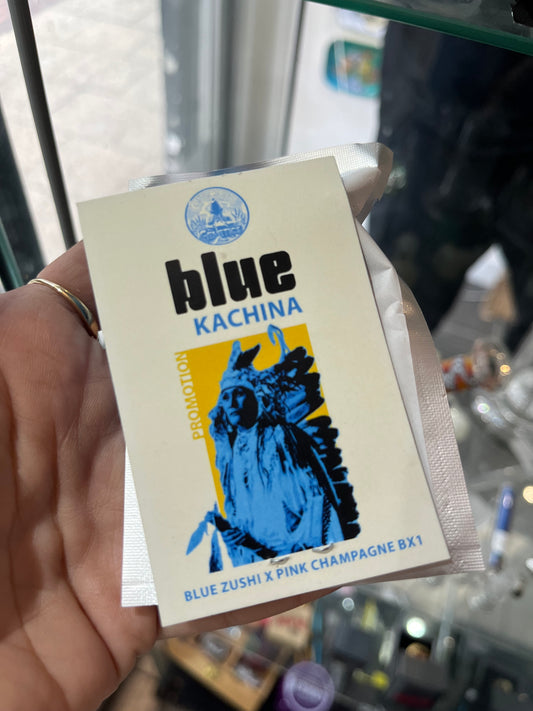 blue
KACHINA
PROMOTION
BLUE ZUSHI X PINK CHAMPAGNE BX1